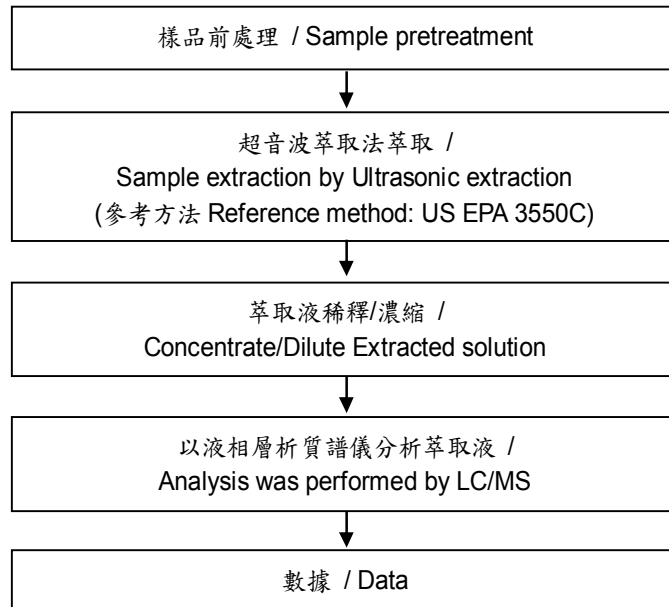 樣品前處理 / Sample pretreatment
超音波萃取法萃取 /
Sample extraction by Ultrasonic extraction
(參考方法 Reference method: US EPA 3550C)
萃取液稀釋/濃縮 /
Concentrate/Dilute Extracted solution
以液相層析質譜儀分析萃取液 /
Analysis was performed by LC/MS
數據 / Data